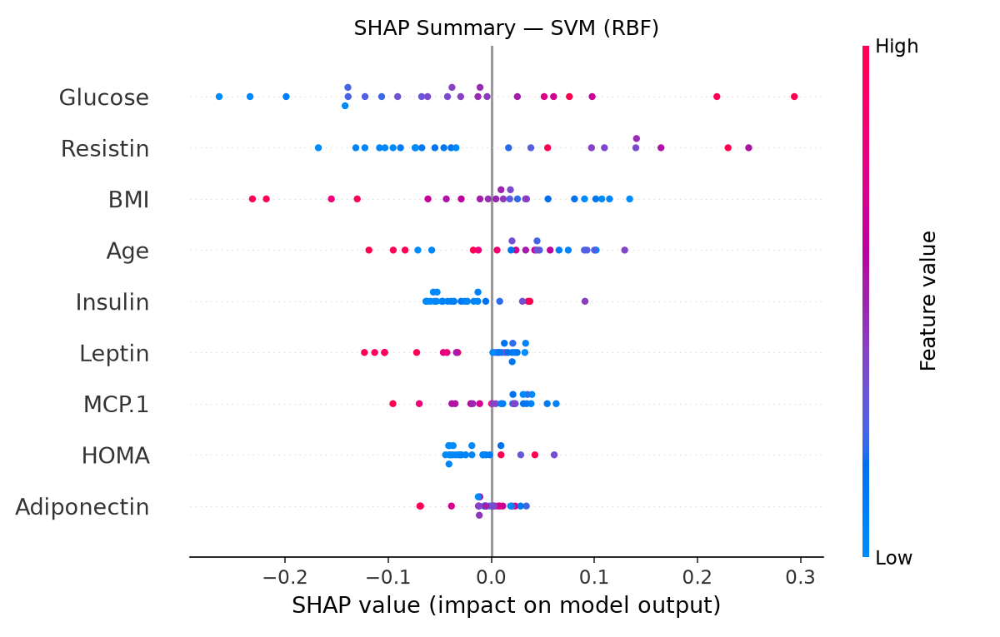 SHAP Summary — SVM (RBF)
High
Glucose
Resistin
BMI
Age
Insulin
Leptin
MCP.1
HOMA
Adiponectin
Feature value
Low
−0.2 −0.1 0.0 0.1 0.2 0.3
SHAP value (impact on model output)